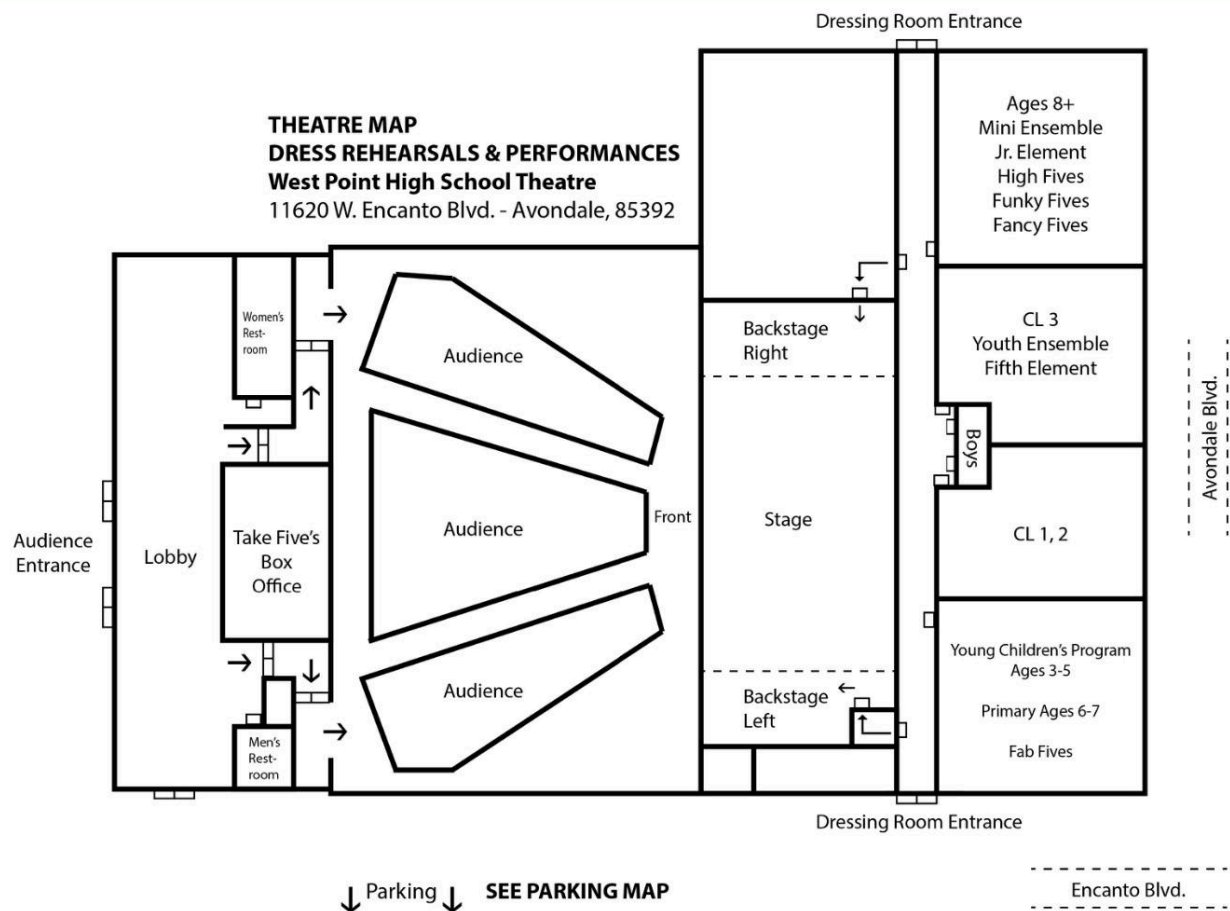 Dressing Room Entrance
THEATRE MAP
DRESS REHEARSALS & PERFORMANCES
West Point High School Theatre
11620 W. Encanto Blvd. - Avondale, 85392
Ages 8+
Mini Ensemble
Jr. Element
High Fives
Funky Fives
Fancy Fives
Women's
Rest-
room
Audience
Backstage
Right
CL 3
Youth Ensemble
Fifth Element
Boys
Avondale Blvd.
Audience
Entrance
Lobby
Take Five's
Box
Office
Audience
Front
Stage
CL 1, 2
Audience
Backstage
Left
Young Children's Program
Ages 3-5
Primary Ages 6-7
Fab Fives
Men's
Rest-
room
Dressing Room Entrance
Parking
SEE PARKING MAP
Encanto Blvd.